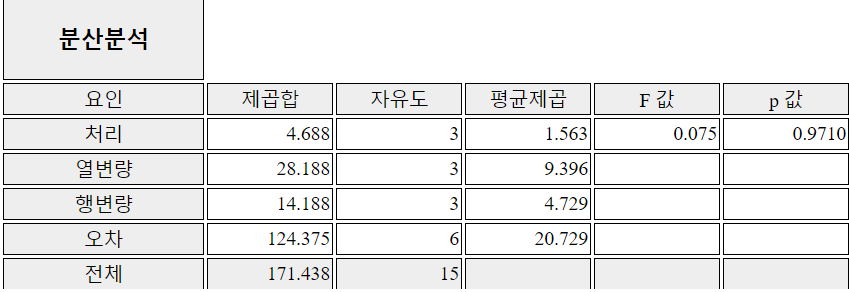 분산분석
요인 제곱합 자유도 평균제곱 F 값 p 값
처리 4.688 3 1.563 0.075 0.9710
열변량 28.188 3 9.396
행변량 14.188 3 4.729
오차 124.375 6 20.729
전체 171.438 15